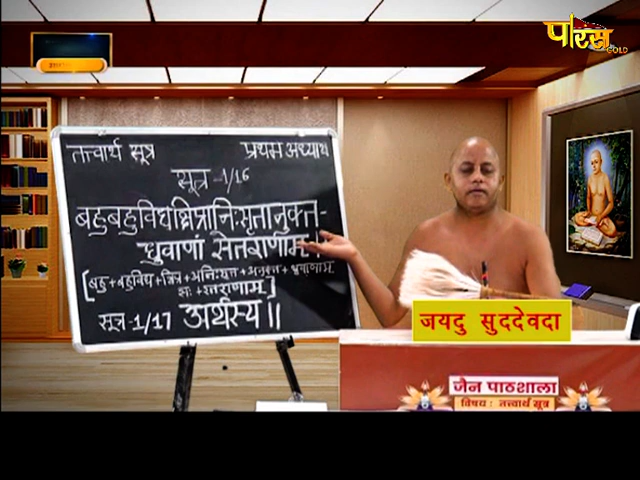 पारस
GOLD
तत्त्वार्थ सूत्र
प्रथम अध्याय
सूत्र -1/16
बहुबहुविधक्षिप्रानिःसृतानुक्त-
ध्रुवाणां सेतराणाम् ।
सूत्र -1/17 अर्थस्य ।।
जयदु सुददेवदा
जैन पाठशाला
विषय : तत्त्वार्थ सूत्र